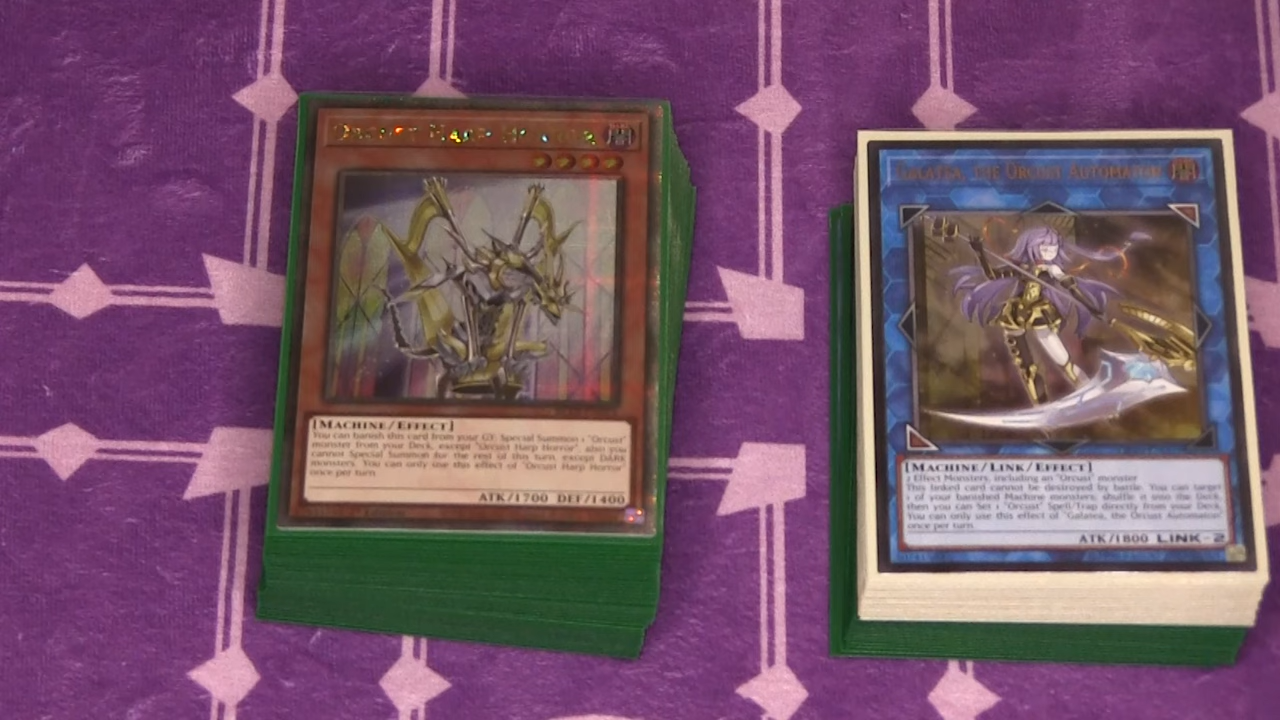 Orcust Harp Horror
[MACHINE/EFFECT]
You can banish this card from your GY; Special Summon 1 "Orcust"
monster from your Deck, except "Orcust Harp Horror", also you
cannot Special Summon for the rest of this turn, except DARK
monsters. You can only use this effect of "Orcust Harp Horror"
once per turn.
ATK/1700 DEF/1400
Galatea, the Orcust Automaton
[MACHINE/LINK/EFFECT]
2 Effect Monsters, including an "Orcust" monster
This linked card cannot be destroyed by battle. You can target
1 of your banished Machine monsters; shuffle it into the Deck,
then you can Set 1 "Orcust" Spell/Trap directly from your Deck.
You can only use this effect of "Galatea, the Orcust Automaton"
once per turn.
ATK/1800 LINK-2